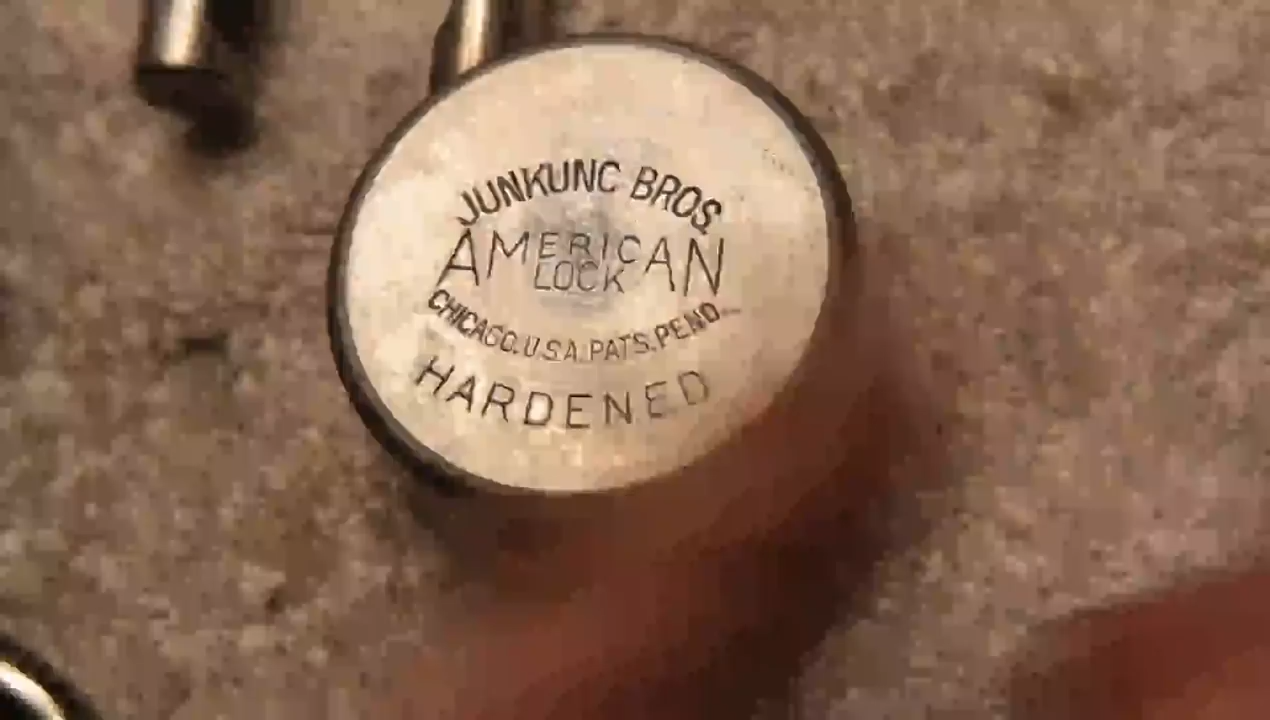 JUNKUNC BROS.
AMERICAN
LOCK
CHICAGO.U.S.A.PATS.PEND.
HARDENED